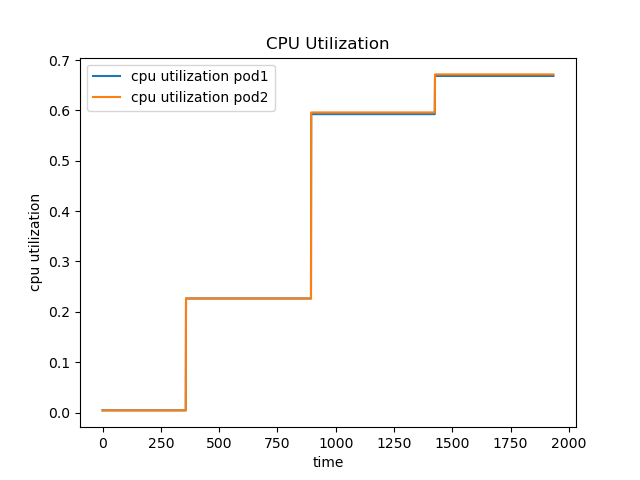 CPU Utilization
cpu utilization pod1
cpu utilization pod2
0.7
0.6
0.5
0.4
0.3
0.2
0.1
0.0
cpu utilization
0 250 500 750 1000 1250 1500 1750 2000
time